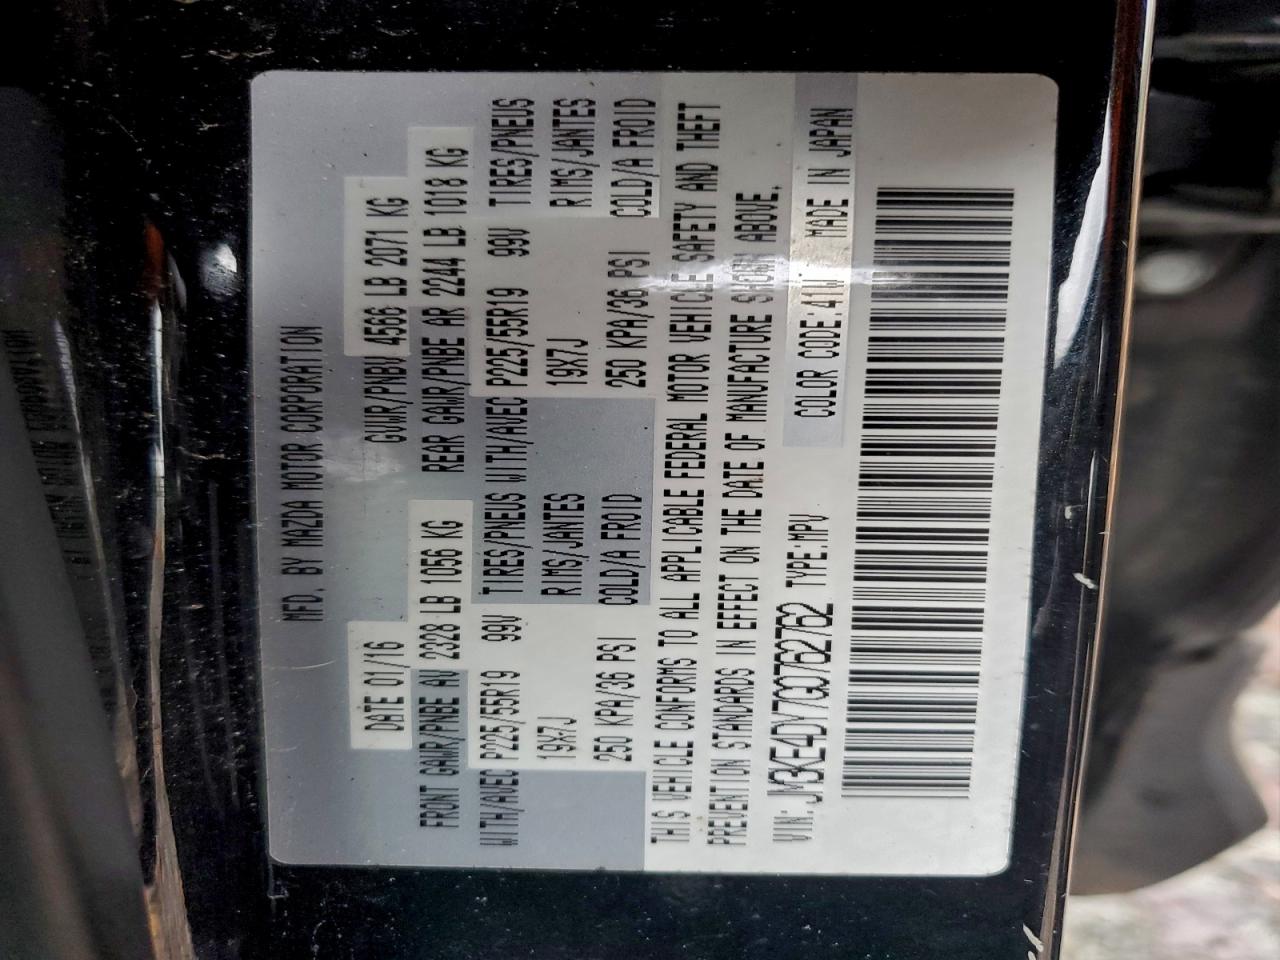 MFD. BY MAZDA MOTOR CORPORATION
DATE 01/16 GVWR/PNBV 4566 LB 2071 KG
FRONT GAWR/PNBE AV 2328 LB 1056 KG REAR GAWR/PNBE AR 2244 LB 1018 KG
WITH/AVEC P225/55R19 99V TIRES/PNEUS WITH/AVEC P225/55R19 99V TIRES/PNEUS
19X7J RIMS/JANTES 19X7J RIMS/JANTES
250 KPA/36 PSI COLD/A FROID 250 KPA/36 PSI COLD/A FROID
THIS VEHICLE CONFORMS TO ALL APPLICABLE FEDERAL MOTOR VEHICLE SAFETY AND THEFT
PREVENTION STANDARDS IN EFFECT ON THE DATE OF MANUFACTURE SHOWN ABOVE.
VIN: JM3KE4DY7G0762762 TYPE:MPV COLOR CODE:41W. MADE IN JAPAN